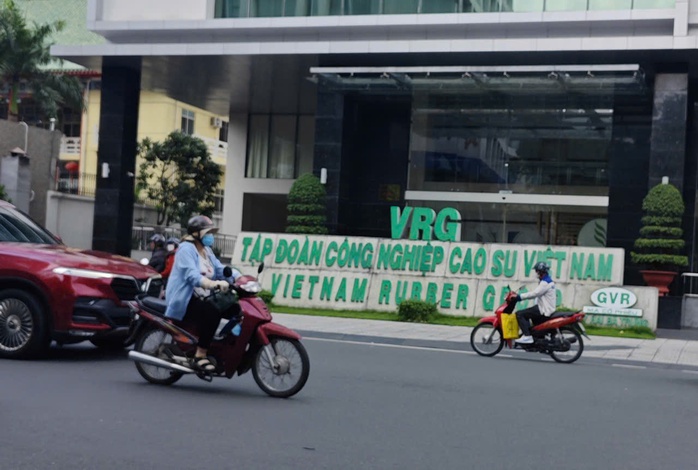 VRG
TẬP ĐOÀN CÔNG NGHIỆP CAO SU VIỆT NAM
VIETNAM RUBBER
GVR